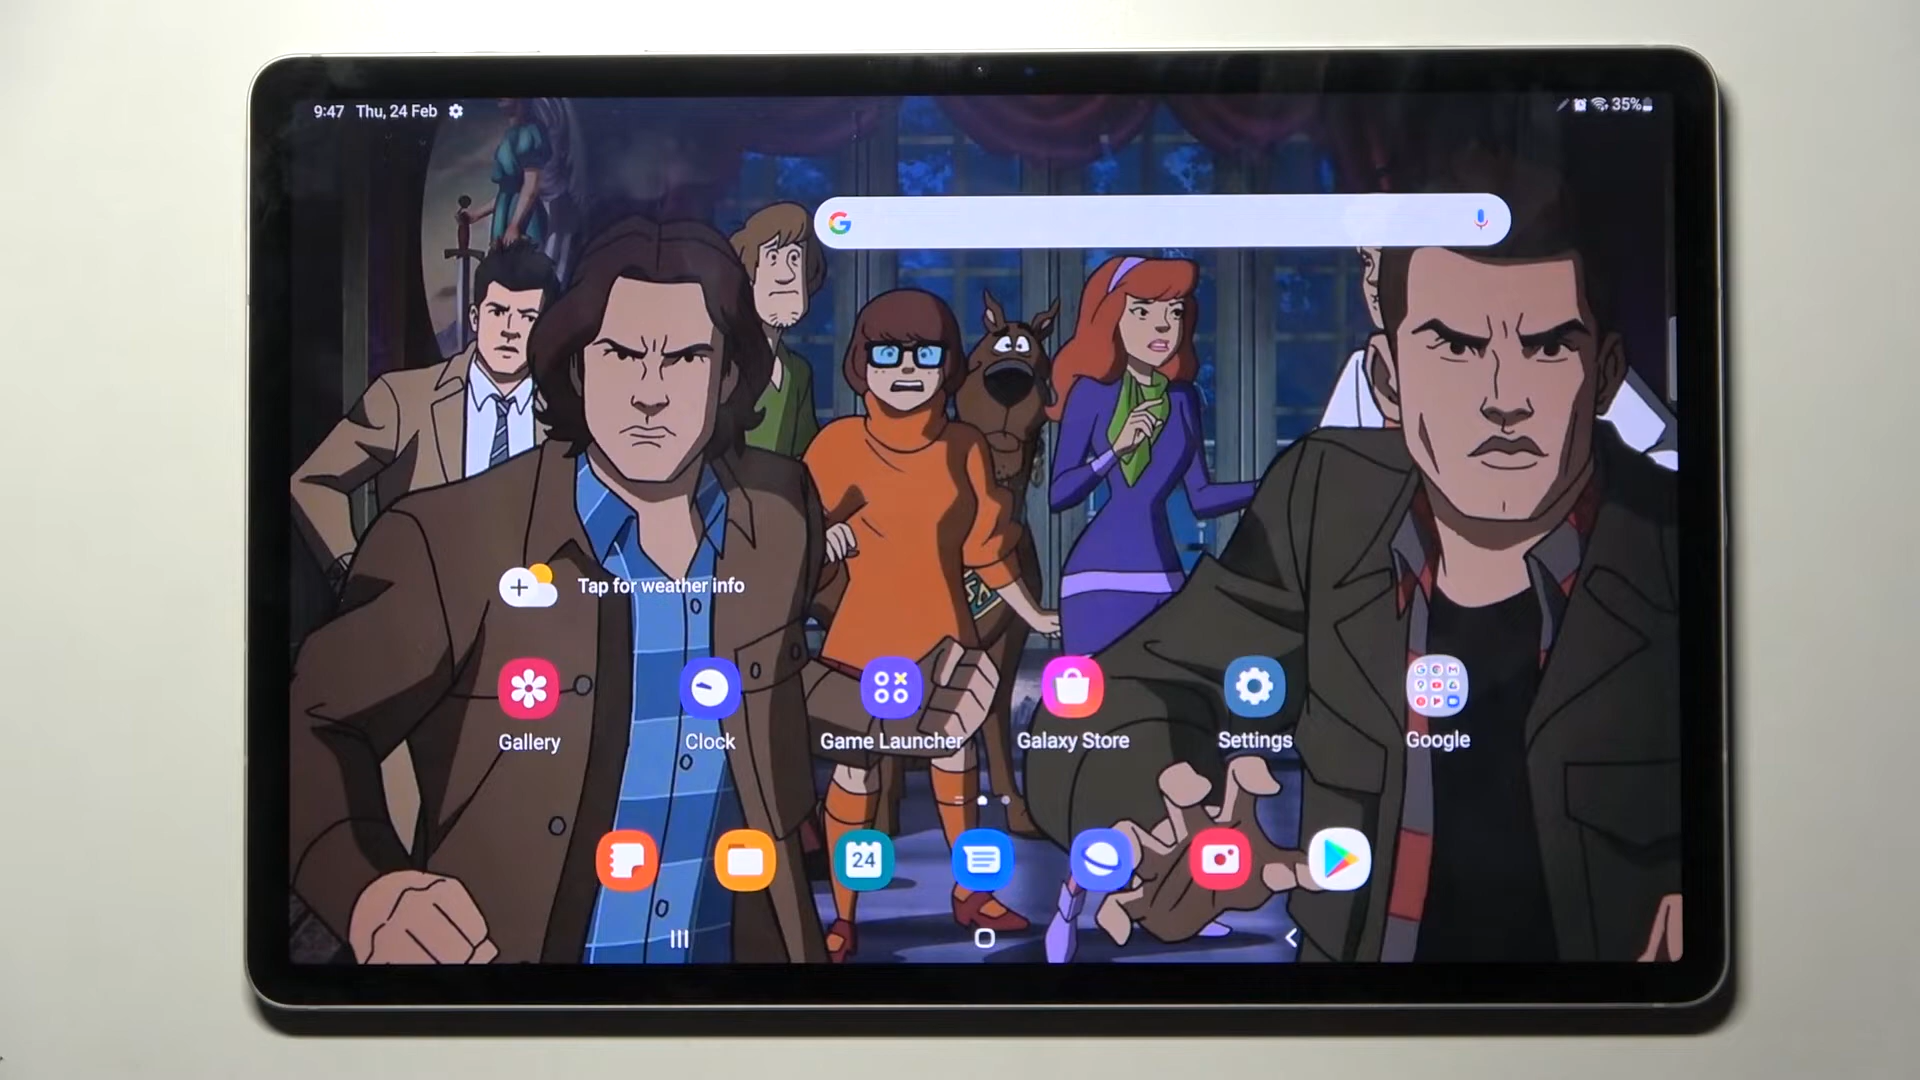 9:47 Thu, 24 Feb
35%
Tap for weather info
Gallery
Clock
Game Launcher
Galaxy Store
Settings
Google
24